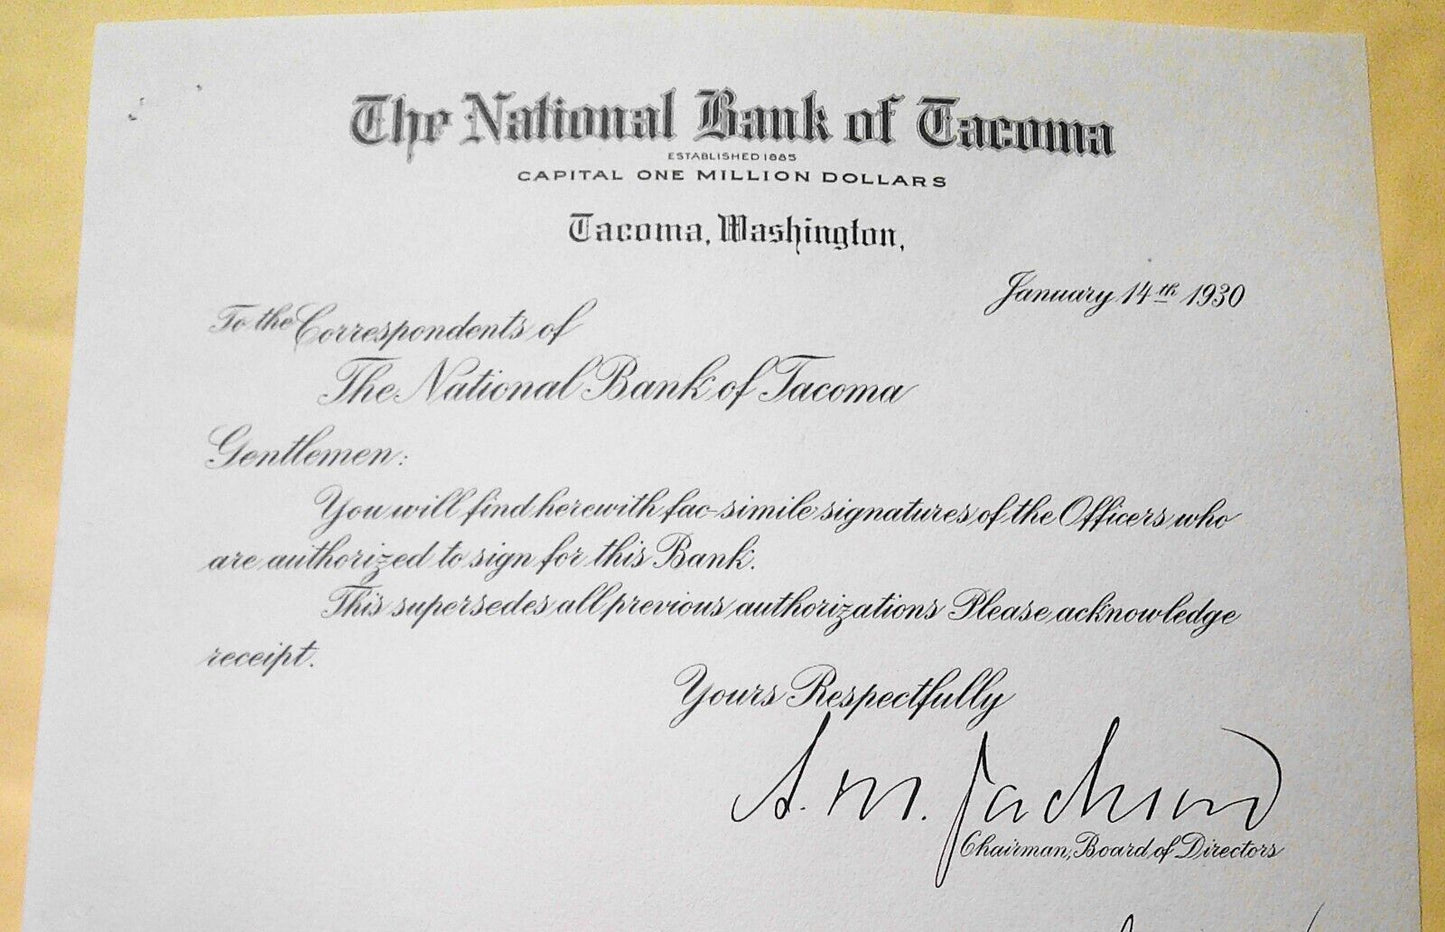 The National Bank of Tacoma
ESTABLISHED 1885
CAPITAL ONE MILLION DOLLARS
Tacoma, Washington,
January 14th 1930
To the Correspondents of
The National Bank of Tacoma
Gentlemen:
You will find herewith fac-simile signatures of the Officers who
are authorized to sign for this Bank.
This supersedes all previous authorizations Please acknowledge
receipt.
Yours Respectfully
S. M. Jackson
Chairman, Board of Directors